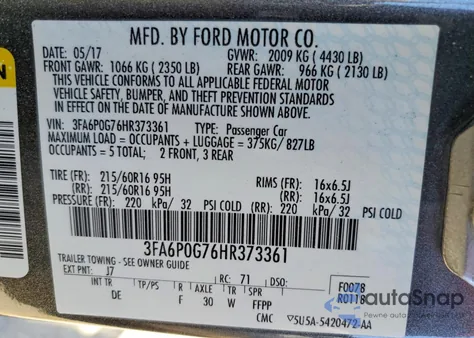 MFD. BY FORD MOTOR CO.
DATE: 05/17 GVWR: 2009 KG ( 4430 LB)
FRONT GAWR: 1066 KG ( 2350 LB) REAR GAWR: 966 KG ( 2130 LB)
THIS VEHICLE CONFORMS TO ALL APPLICABLE FEDERAL MOTOR
VEHICLE SAFETY, BUMPER, AND THEFT PREVENTION STANDARDS
IN EFFECT ON THE DATE OF MANUFACTURE SHOWN ABOVE.
VIN: 3FA6P0G76HR373361 TYPE: Passenger Car
MAXIMUM LOAD = OCCUPANTS + LUGGAGE = 375KG/ 827LB
OCCUPANTS = 5 TOTAL; 2 FRONT, 3 REAR
TIRE (FR): 215/60R16 95H RIMS (FR): 16x6.5J
(RR): 215/60R16 95H (RR): 16x6.5J
PRESSURE (FR): 220 kPa/ 32 PSI COLD (RR): 220 kPa/ 32 PSI COLD
3FA6P0G76HR373361
TRAILER TOWING - SEE OWNER GUIDE
EXT PNT: J7 RC: 71 DSO: F0078
INT TR TP/PS R AXLE TR SPR R0118
DE F 30 W FFPP
CMC 5U5A-5420472-AA
autoSnap